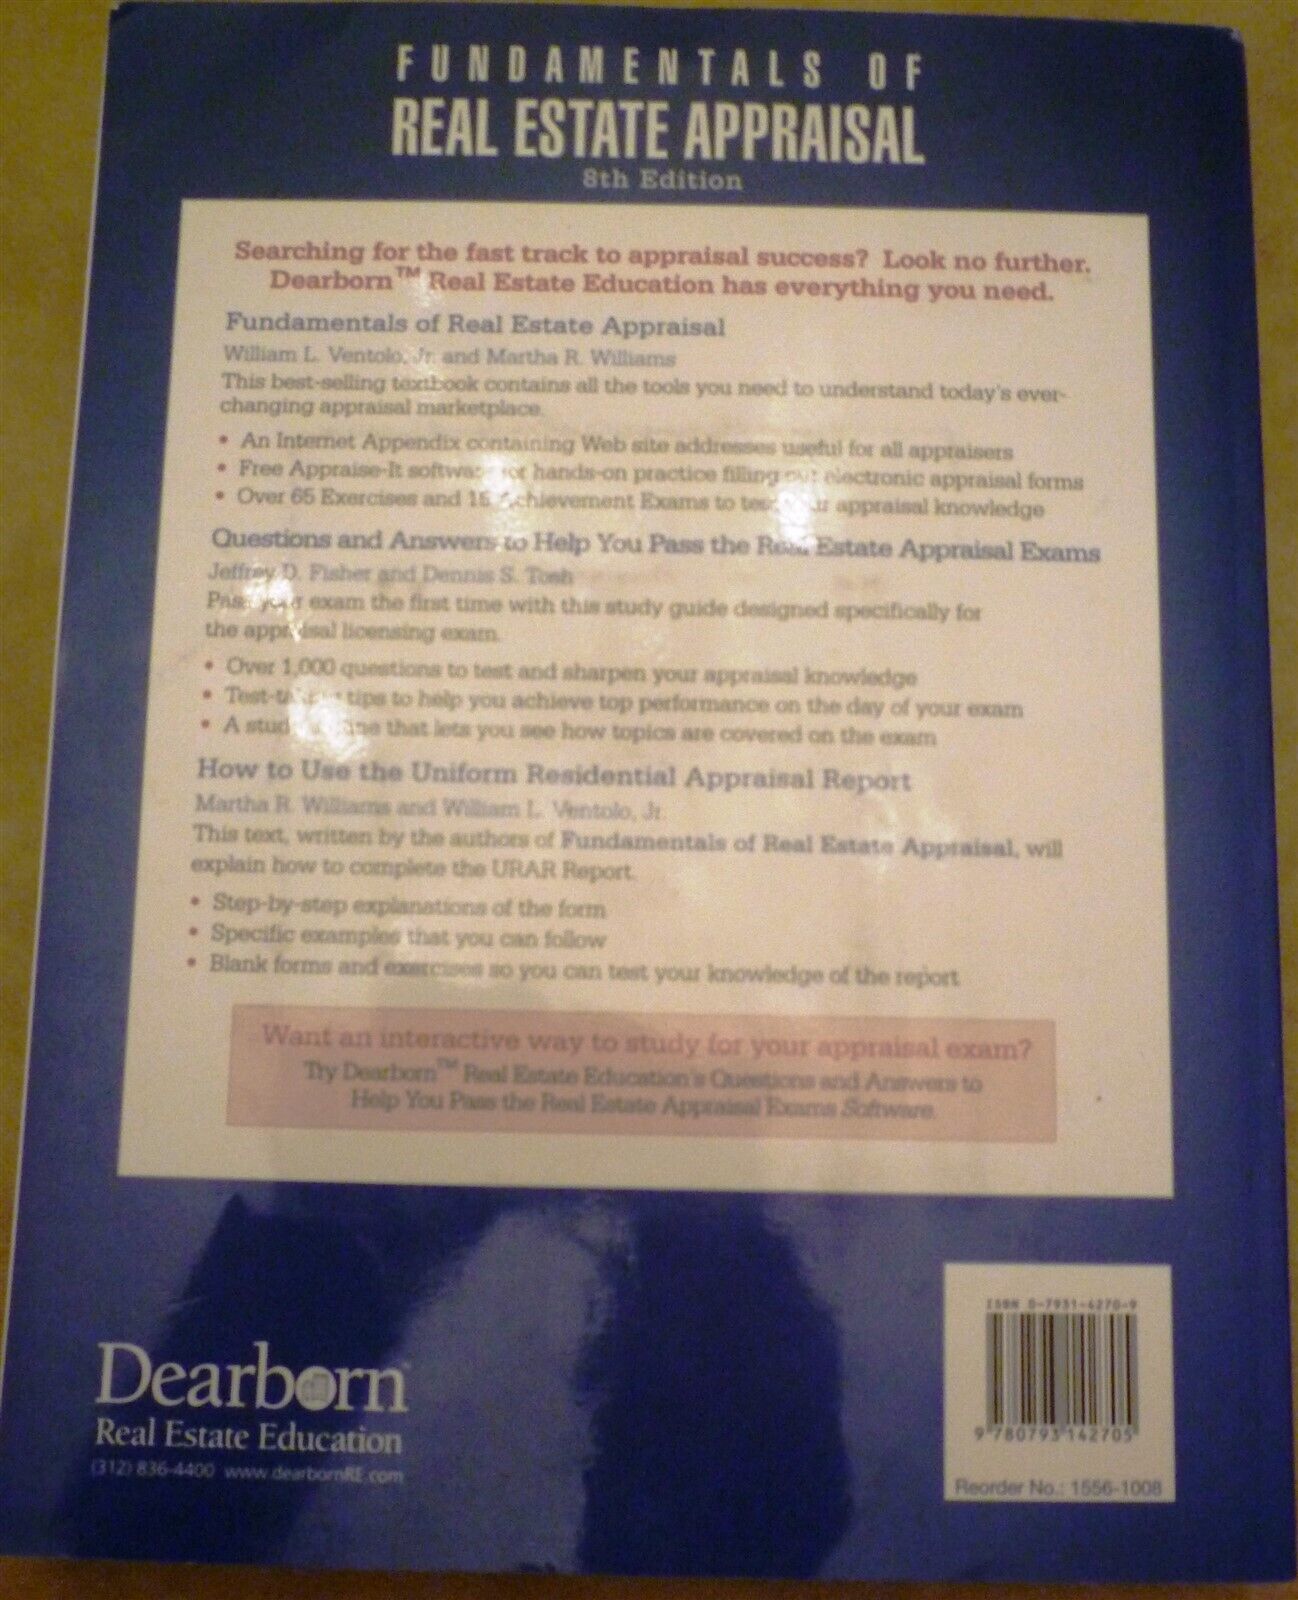 FUNDAMENTALS OF
REAL ESTATE APPRAISAL
8th Edition
Searching for the fast track to appraisal success? Look no further.
Dearborn™ Real Estate Education has everything you need.
Fundamentals of Real Estate Appraisal
William L. Ventolo, Jr. and Martha R. Williams
This best-selling textbook contains all the tools you need to understand today's ever-
changing appraisal marketplace.
• An Internet Appendix containing Web site addresses useful for all appraisers
• Free Appraise-It software for hands-on practice filling out electronic appraisal forms
• Over 65 Exercises and Achievement Exams to test your appraisal knowledge
Questions and Answers to Help You Pass the Real Estate Appraisal Exams
Jeffrey D. Fisher and Dennis S. Tosh
Pass your exam the first time with this study guide designed specifically for
the appraisal licensing exam.
• Over 1,000 questions to test and sharpen your appraisal knowledge
• Test-taking tips to help you achieve top performance on the day of your exam
• A study outline that lets you see how topics are covered on the exam
How to Use the Uniform Residential Appraisal Report
Martha R. Williams and William L. Ventolo, Jr.
This text, written by the authors of Fundamentals of Real Estate Appraisal, will
explain how to complete the URAR Report.
• Step-by-step explanations of the form
• Specific examples that you can follow
• Blank forms and exercises so you can test your knowledge of the report
Want an interactive way to study for your appraisal exam?
Try Dearborn™ Real Estate Education's Questions and Answers to
Help You Pass the Real Estate Appraisal Exams Software.
ISBN 0-7931-4270-9
9 780793 142705
Reorder No.: 1556-1008
Dearborn™
Real Estate Education
(312) 836-4400 www.dearbornRE.com